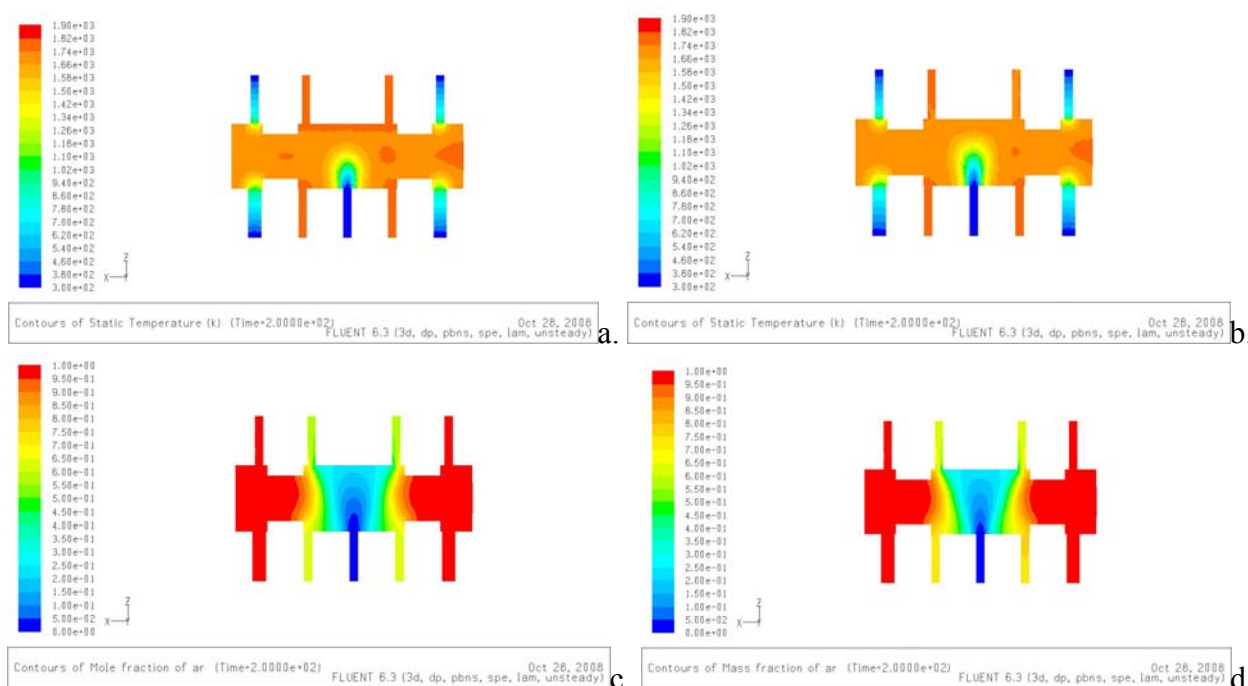 1.90e+03
1.82e+03
1.74e+03
1.66e+03
1.58e+03
1.50e+03
1.42e+03
1.34e+03
1.26e+03
1.18e+03
1.10e+03
1.02e+03
9.40e+02
8.60e+02
7.80e+02
7.00e+02
6.20e+02
5.40e+02
4.60e+02
3.80e+02
3.00e+02
Z
X
Y
Contours of Static Temperature (k) (Time=2.0000e+02) Oct 28, 2008
FLUENT 6.3 (3d, dp, pbns, spe, lam, unsteady)
a.
1.90e+03
1.82e+03
1.74e+03
1.66e+03
1.58e+03
1.50e+03
1.42e+03
1.34e+03
1.26e+03
1.18e+03
1.10e+03
1.02e+03
9.40e+02
8.60e+02
7.80e+02
7.00e+02
6.20e+02
5.40e+02
4.60e+02
3.80e+02
3.00e+02
Z
X
Y
Contours of Static Temperature (k) (Time=2.0000e+02) Oct 28, 2008
FLUENT 6.3 (3d, dp, pbns, spe, lam, unsteady)
b.
1.00e+00
9.50e-01
9.00e-01
8.50e-01
8.00e-01
7.50e-01
7.00e-01
6.50e-01
6.00e-01
5.50e-01
5.00e-01
4.50e-01
4.00e-01
3.50e-01
3.00e-01
2.50e-01
2.00e-01
1.50e-01
1.00e-01
5.00e-02
0.00e+00
Z
X
Y
Contours of Mole fraction of ar (Time=2.0000e+02) Oct 28, 2008
FLUENT 6.3 (3d, dp, pbns, spe, lam, unsteady)
c
1.00e+00
9.50e-01
9.00e-01
8.50e-01
8.00e-01
7.50e-01
7.00e-01
6.50e-01
6.00e-01
5.50e-01
5.00e-01
4.50e-01
4.00e-01
3.50e-01
3.00e-01
2.50e-01
2.00e-01
1.50e-01
1.00e-01
5.00e-02
0.00e+00
Z
X
Y
Contours of Mass fraction of ar (Time=2.0000e+02) Oct 28, 2008
FLUENT 6.3 (3d, dp, pbns, spe, lam, unsteady)
d